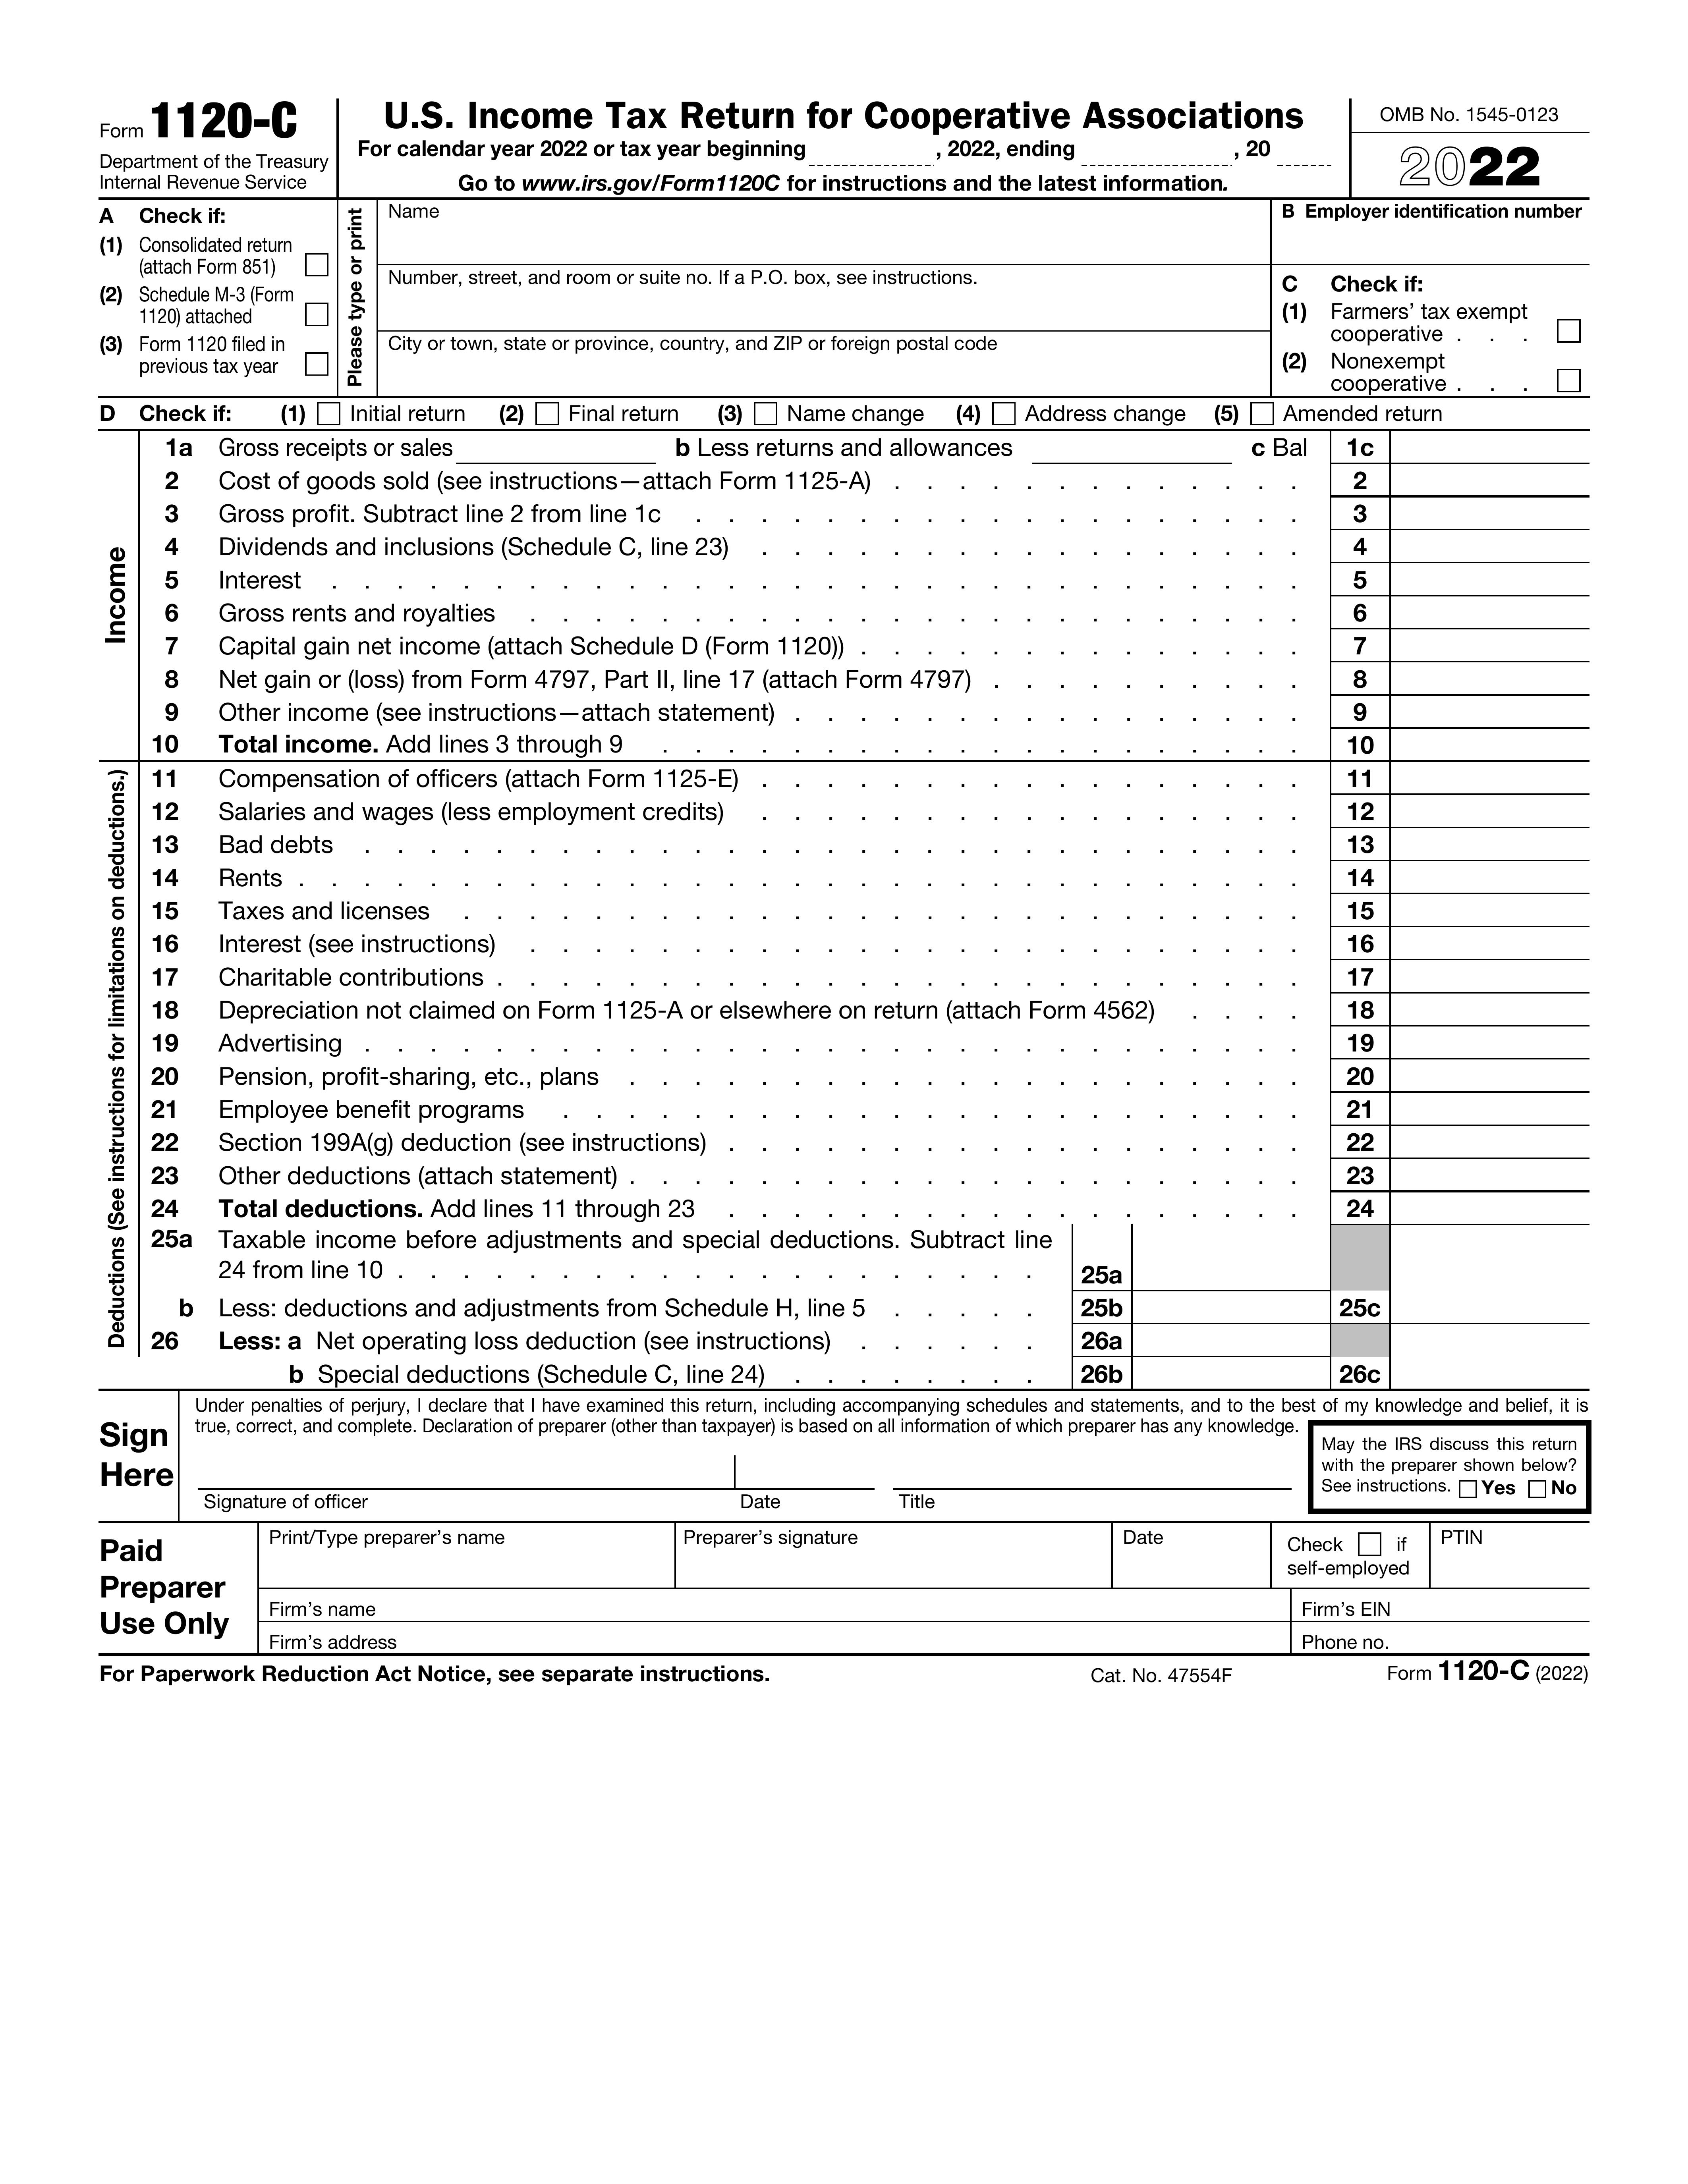 Form 1120-C
Department of the Treasury
Internal Revenue Service
U.S. Income Tax Return for Cooperative Associations
For calendar year 2022 or tax year beginning , 2022, ending , 20
Go to www.irs.gov/Form1120C for instructions and the latest information.
OMB No. 1545-0123
2022
A Check if:
(1) Consolidated return
(attach Form 851)
(2) Schedule M-3 (Form
1120) attached
(3) Form 1120 filed in
previous tax year
Please type or print
Name
Number, street, and room or suite no. If a P.O. box, see instructions.
City or town, state or province, country, and ZIP or foreign postal code
B Employer identification number
C Check if:
(1) Farmers’ tax exempt
cooperative . . .
(2) Nonexempt
cooperative . . .
D Check if: (1) Initial return (2) Final return (3) Name change (4) Address change (5) Amended return
Income
1a Gross receipts or sales b Less returns and allowances c Bal 1c
2 Cost of goods sold (see instructions—attach Form 1125-A) . . . . . . . . . . . . . 2
3 Gross profit. Subtract line 2 from line 1c . . . . . . . . . . . . . . . . . . . 3
4 Dividends and inclusions (Schedule C, line 23) . . . . . . . . . . . . . . . . . 4
5 Interest . . . . . . . . . . . . . . . . . . . . . . . . . . . . . . 5
6 Gross rents and royalties . . . . . . . . . . . . . . . . . . . . . . . . 6
7 Capital gain net income (attach Schedule D (Form 1120)) . . . . . . . . . . . . . . 7
8 Net gain or (loss) from Form 4797, Part II, line 17 (attach Form 4797) . . . . . . . . . . 8
9 Other income (see instructions—attach statement) . . . . . . . . . . . . . . . . 9
10 Total income. Add lines 3 through 9 . . . . . . . . . . . . . . . . . . . . 10
Deductions (See instructions for limitations on deductions.)
11 Compensation of officers (attach Form 1125-E) . . . . . . . . . . . . . . . . . 11
12 Salaries and wages (less employment credits) . . . . . . . . . . . . . . . . . 12
13 Bad debts . . . . . . . . . . . . . . . . . . . . . . . . . . . . . 13
14 Rents . . . . . . . . . . . . . . . . . . . . . . . . . . . . . . . 14
15 Taxes and licenses . . . . . . . . . . . . . . . . . . . . . . . . . . 15
16 Interest (see instructions) . . . . . . . . . . . . . . . . . . . . . . . . 16
17 Charitable contributions . . . . . . . . . . . . . . . . . . . . . . . . . 17
18 Depreciation not claimed on Form 1125-A or elsewhere on return (attach Form 4562) . . . . 18
19 Advertising . . . . . . . . . . . . . . . . . . . . . . . . . . . . . 19
20 Pension, profit-sharing, etc., plans . . . . . . . . . . . . . . . . . . . . . 20
21 Employee benefit programs . . . . . . . . . . . . . . . . . . . . . . . 21
22 Section 199A(g) deduction (see instructions) . . . . . . . . . . . . . . . . . . 22
23 Other deductions (attach statement) . . . . . . . . . . . . . . . . . . . . . 23
24 Total deductions. Add lines 11 through 23 . . . . . . . . . . . . . . . . . . 24
25a Taxable income before adjustments and special deductions. Subtract line
24 from line 10 . . . . . . . . . . . . . . . . . . . . 25a
b Less: deductions and adjustments from Schedule H, line 5 . . . . . 25b 25c
26 Less: a Net operating loss deduction (see instructions) . . . . . . 26a
b Special deductions (Schedule C, line 24) . . . . . . . . 26b 26c
Sign
Here
Under penalties of perjury, I declare that I have examined this return, including accompanying schedules and statements, and to the best of my knowledge and belief, it is
true, correct, and complete. Declaration of preparer (other than taxpayer) is based on all information of which preparer has any knowledge.
Signature of officer Date Title
May the IRS discuss this return
with the preparer shown below?
See instructions. Yes No
Paid
Preparer
Use Only
Print/Type preparer’s name Preparer’s signature Date Check if
self-employed
PTIN
Firm’s name Firm’s EIN
Firm’s address Phone no.
For Paperwork Reduction Act Notice, see separate instructions. Cat. No. 47554F Form 1120-C (2022)